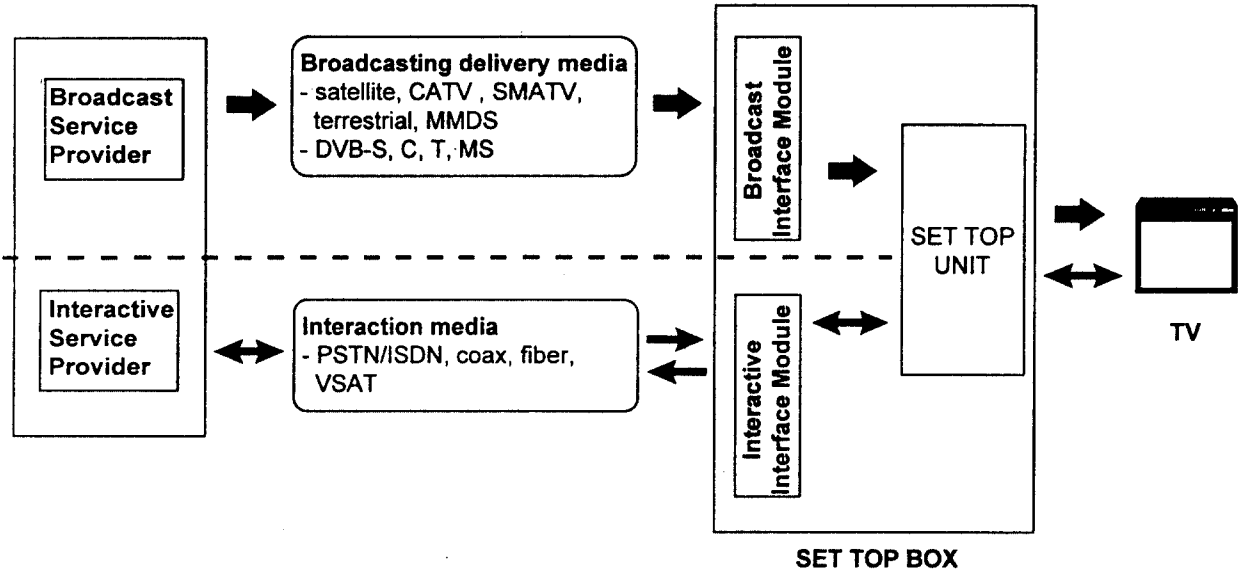 Broadcast
Service
Provider
Broadcasting delivery media
- satellite, CATV , SMATV,
terrestrial, MMDS
- DVB-S, C, T, MS
Broadcast
Interface Module
SET TOP
UNIT
TV
Interactive
Service
Provider
Interaction media
- PSTN/ISDN, coax, fiber,
VSAT
Interactive
Interface Module
SET TOP BOX